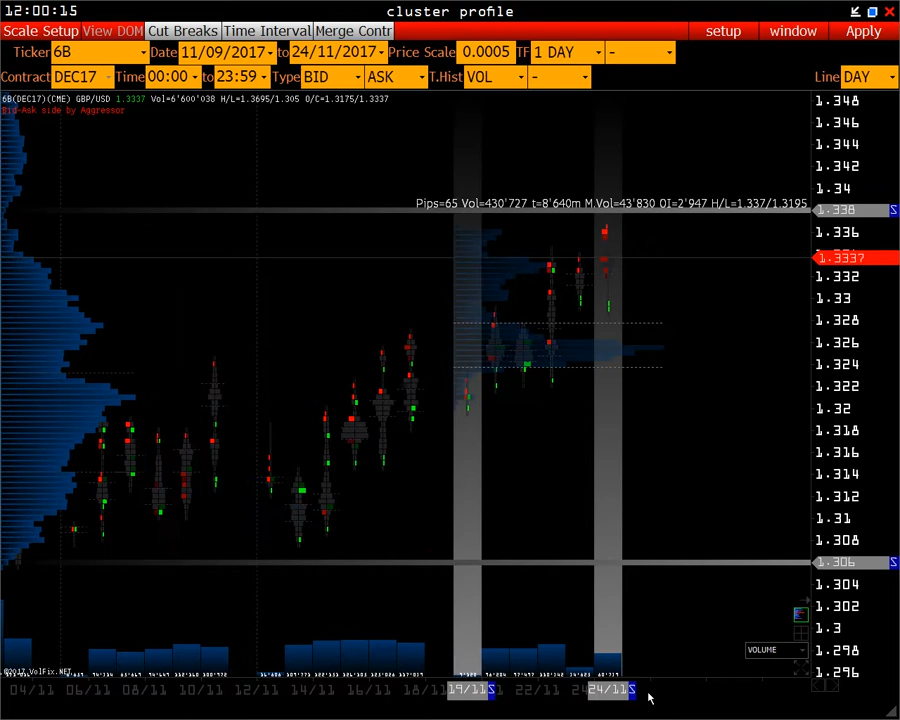 12:00:15 cluster profile
Scale Setup View DOM Cut Breaks Time Interval Merge Contr setup window Apply
Ticker 6B Date 11/09/2017 to 24/11/2017 Price Scale 0.0005 TF 1 DAY -
Contract DEC17 Time 00:00 to 23:59 Type BID ASK T.Hist VOL - Line DAY
6B(DEC17)(CME) GBP/USD 1.3337 Vol=6'600'038 H/L=1.3695/1.305 O/C=1.3175/1.3337
Bid-Ask side by Aggressor
1.348
1.346
1.344
1.342
1.34
Pips=65 Vol=430'727 t=8'640m M.Vol=43'830 OI=2'947 H/L=1.337/1.3195
1.338 S
1.336
1.3337
1.332
1.33
1.328
1.326
1.324
1.322
1.32
1.318
1.316
1.314
1.312
1.31
1.308
1.306 S
1.304
1.302
1.3
VOLUME
1.298
©2017 VolFix.NET
1.296
04/11 06/11 08/11 10/11 12/11 14/11 16/11 18/11 19/11 S 22/11 24/11 S